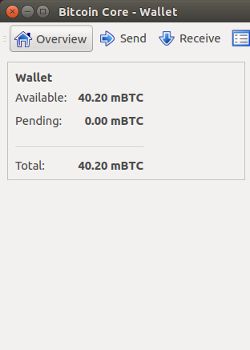 Bitcoin Core - Wallet
Overview Send Receive
Wallet
Available: 40.20 mBTC
Pending: 0.00 mBTC
Total: 40.20 mBTC